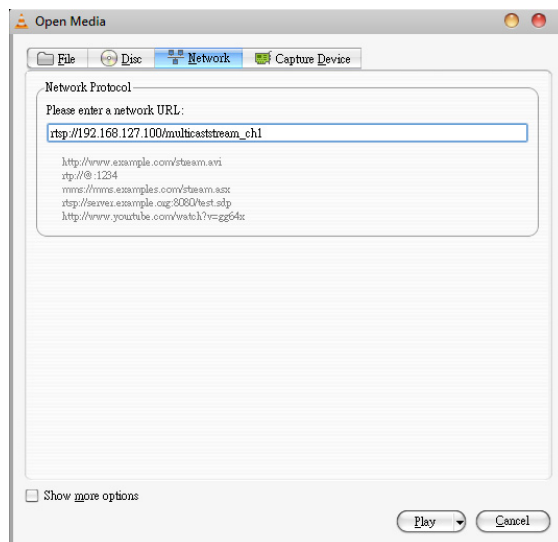 Open Media
File Disc Network Capture Device
Network Protocol
Please enter a network URL:
rtsp://192.168.127.100/multicaststream_ch1
http://www.example.com/stream.avi
rtp://@:1234
mms://mms.examples.com/stream.asx
rtsp://server.example.org:8080/test.sdp
http://www.yourtube.com/watch?v=gg64x
Show more options
Play Cancel